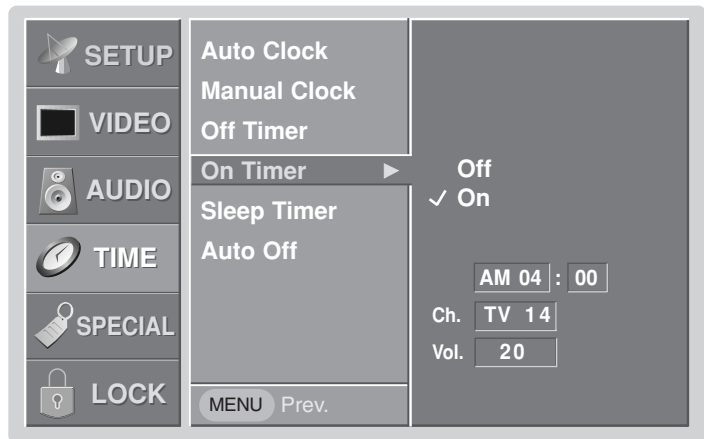 SETUP
VIDEO
AUDIO
TIME
SPECIAL
LOCK
Auto Clock
Manual Clock
Off Timer
On Timer ►
Sleep Timer
Auto Off
MENU Prev.
Off
✓ On
AM 04 : 00
Ch. TV 14
Vol. 20